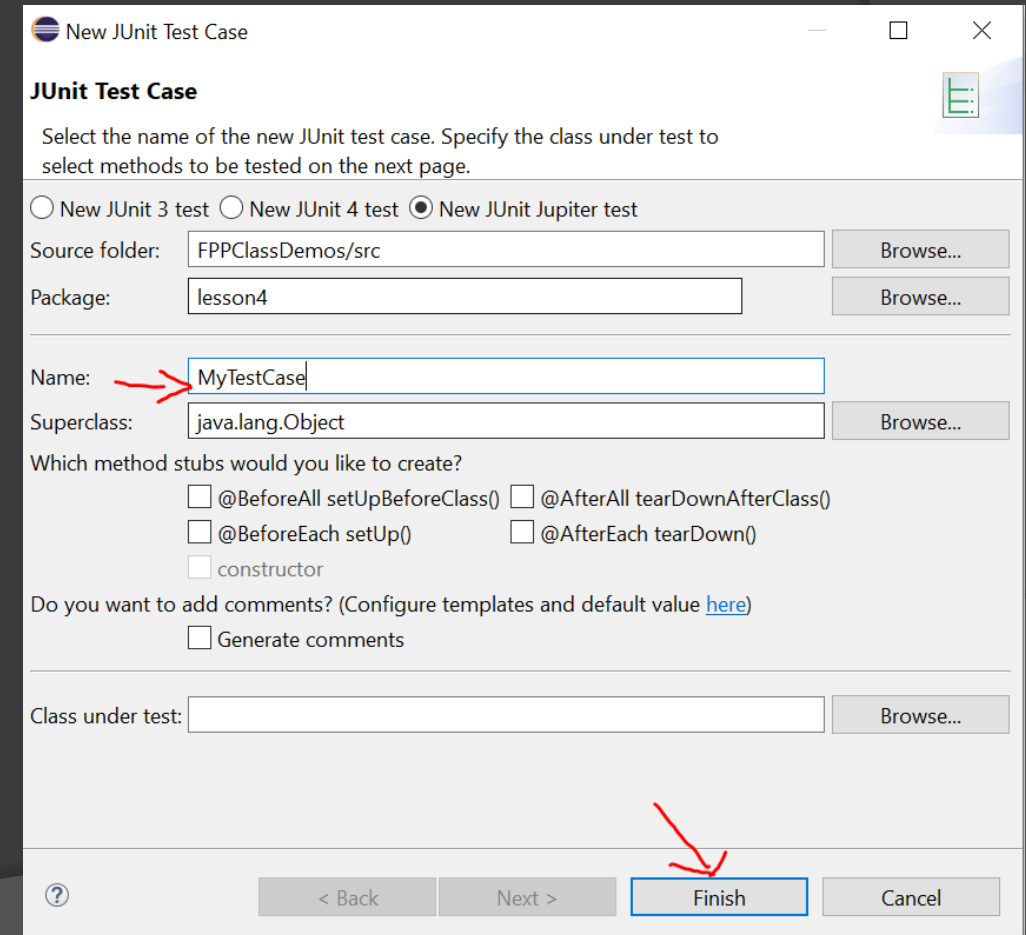 New JUnit Test Case
JUnit Test Case
Select the name of the new JUnit test case. Specify the class under test to
select methods to be tested on the next page.
New JUnit 3 test New JUnit 4 test New JUnit Jupiter test
Source folder: FPPClassDemos/src Browse...
Package: lesson4 Browse...
Name: MyTestCase
Superclass: java.lang.Object Browse...
Which method stubs would you like to create?
@BeforeAll setUpBeforeClass() @AfterAll tearDownAfterClass()
@BeforeEach setUp() @AfterEach tearDown()
constructor
Do you want to add comments? (Configure templates and default value here)
Generate comments
Class under test: Browse...
? < Back Next > Finish Cancel